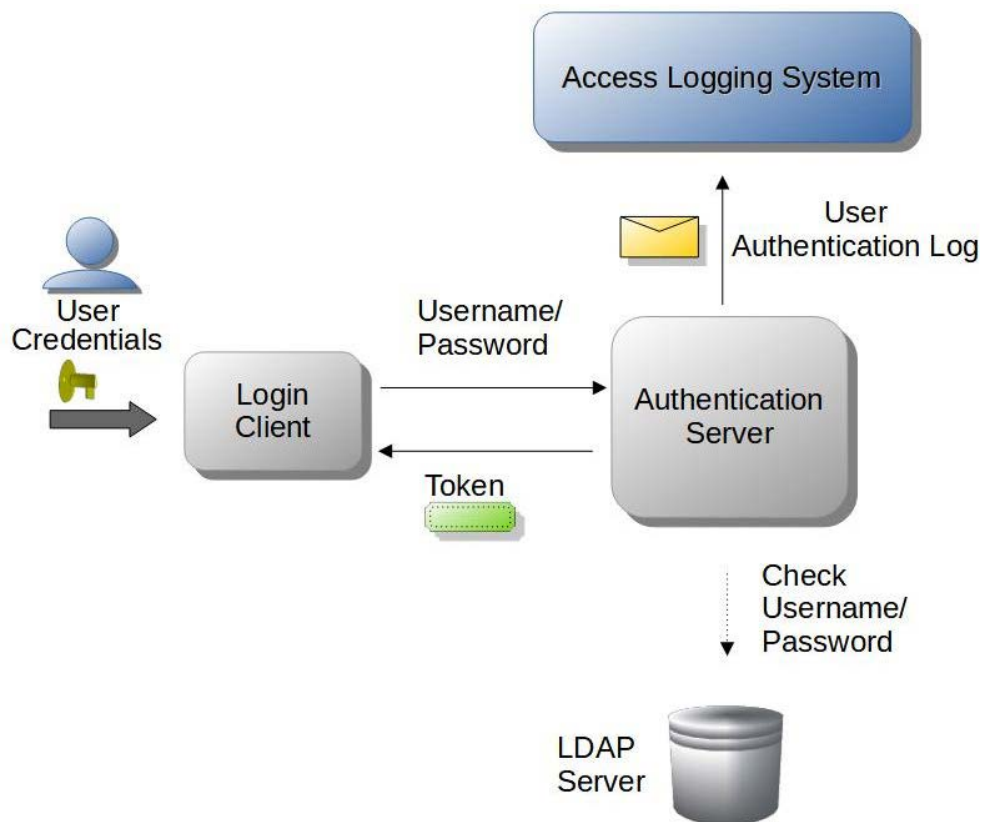 Access Logging System
User
Authentication Log
User
Credentials
Username/
Password
Login
Client
Authentication
Server
Token
Check
Username/
Password
LDAP
Server